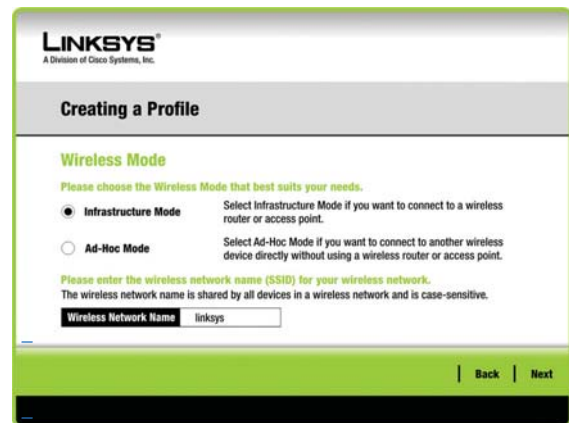 LINKSYS®
A Division of Cisco Systems, Inc.
Creating a Profile
Wireless Mode
Please choose the Wireless Mode that best suits your needs.
Infrastructure Mode
Select Infrastructure Mode if you want to connect to a wireless
router or access point.
Ad-Hoc Mode
Select Ad-Hoc Mode if you want to connect to another wireless
device directly without using a wireless router or access point.
Please enter the wireless network name (SSID) for your wireless network.
The wireless network name is shared by all devices in a wireless network and is case-sensitive.
Wireless Network Name linksys
Back Next